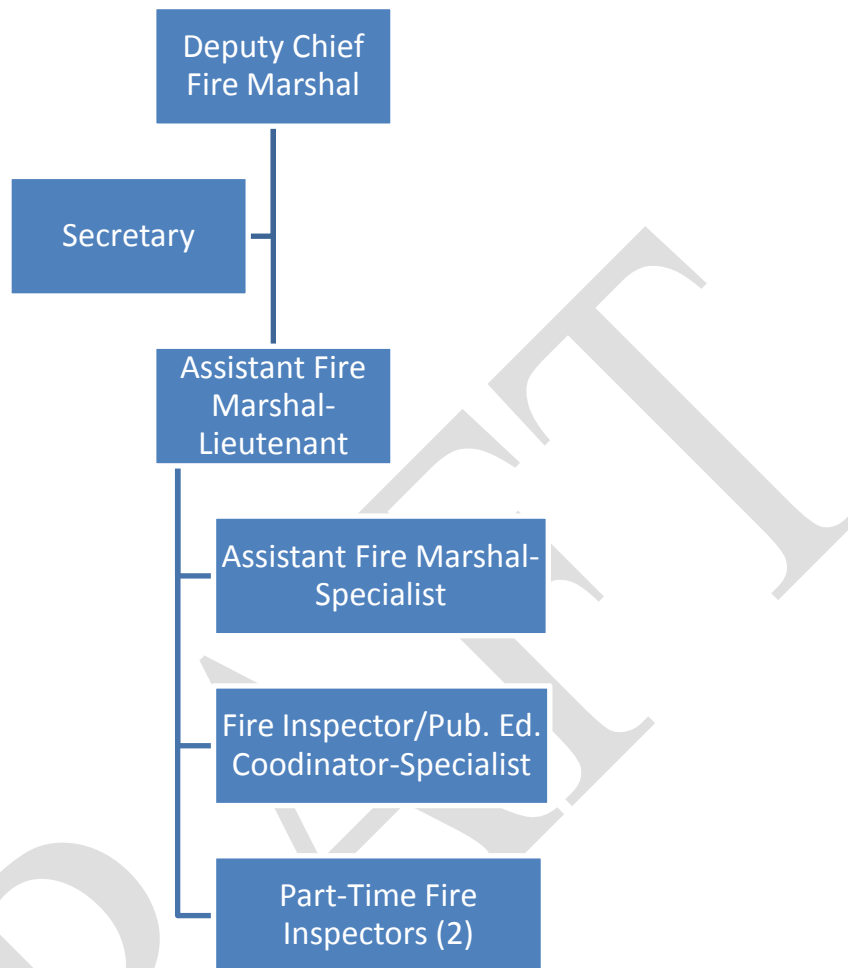 Deputy Chief
Fire Marshal
Secretary
Assistant Fire
Marshal-
Lieutenant
Assistant Fire Marshal-
Specialist
Fire Inspector/Pub. Ed.
Coodinator-Specialist
Part-Time Fire
Inspectors (2)
DRAFT